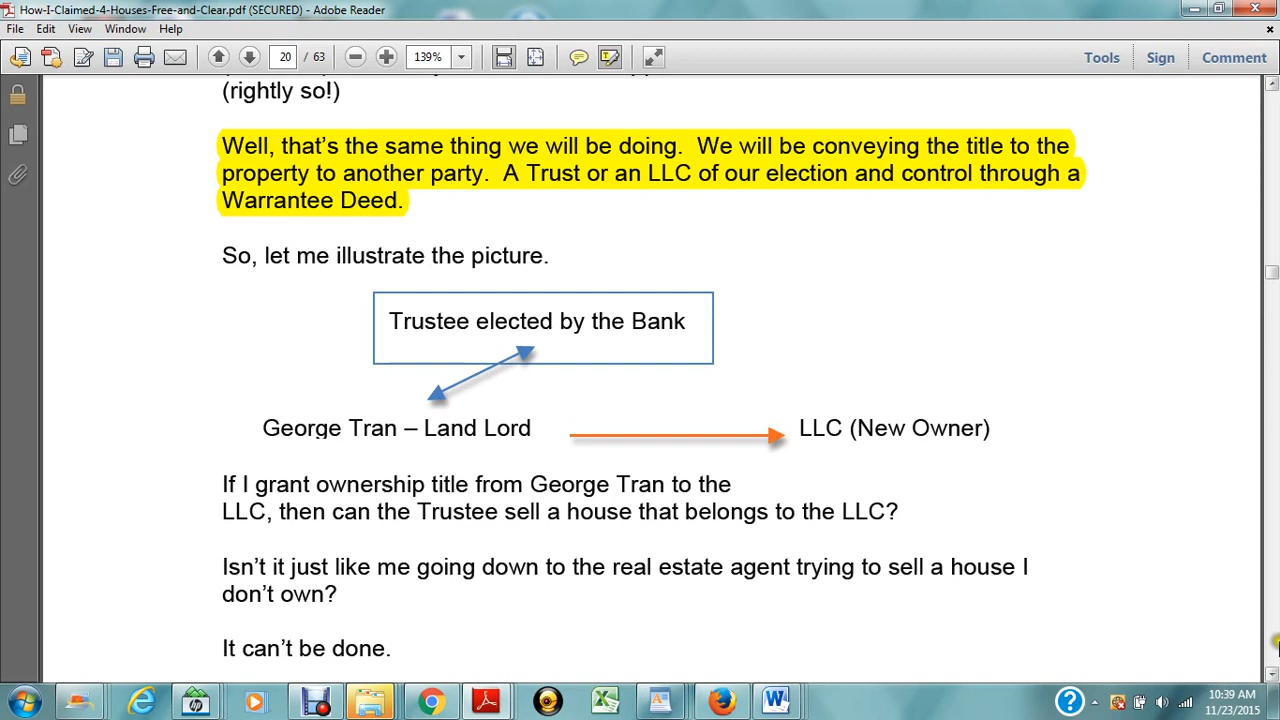 How-I-Claimed-4-Houses-Free-and-Clear.pdf (SECURED) - Adobe Reader
File Edit View Window Help
20 / 63 139% Tools Sign Comment
(rightly so!)
Well, that's the same thing we will be doing. We will be conveying the title to the
property to another party. A Trust or an LLC of our election and control through a
Warrantee Deed.
So, let me illustrate the picture.
Trustee elected by the Bank
George Tran – Land Lord LLC (New Owner)
If I grant ownership title from George Tran to the
LLC, then can the Trustee sell a house that belongs to the LLC?
Isn't it just like me going down to the real estate agent trying to sell a house I
don't own?
It can't be done.
10:39 AM
11/23/2015